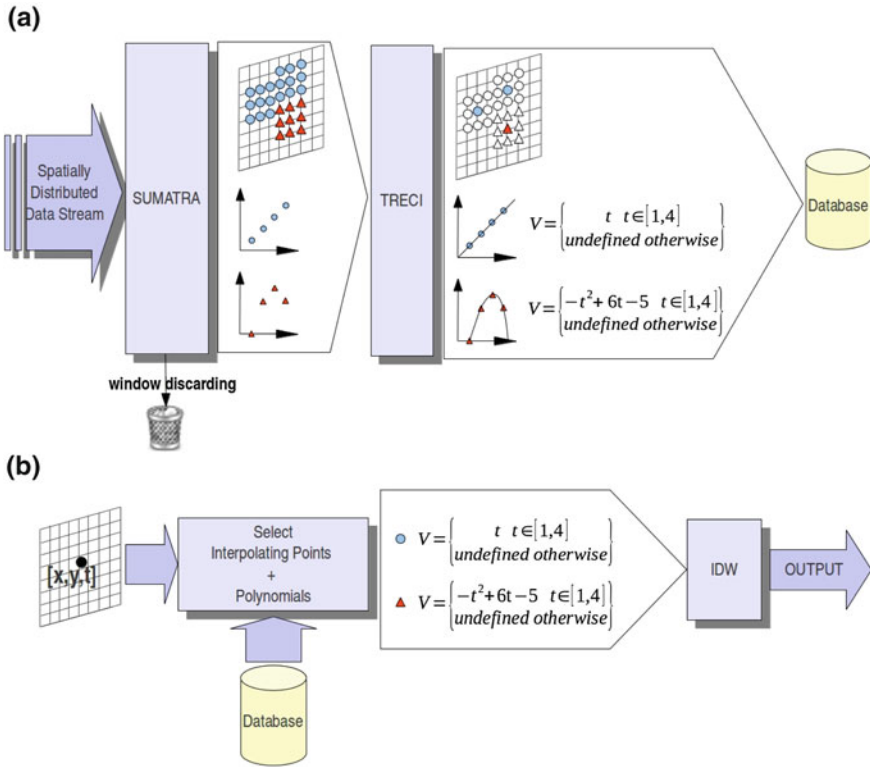 (a)
Spatially
Distributed
Data Stream
SUMATRA
TRECI
V={ t t∈[1,4]
undefined otherwise}
V={−t²+6t−5 t∈[1,4]
undefined otherwise}
Database
window discarding
(b)
[x,y,t]
Select
Interpolating Points
+
Polynomials
V={ t t∈[1,4]
undefined otherwise}
V={−t²+6t−5 t∈[1,4]
undefined otherwise}
IDW
OUTPUT
Database